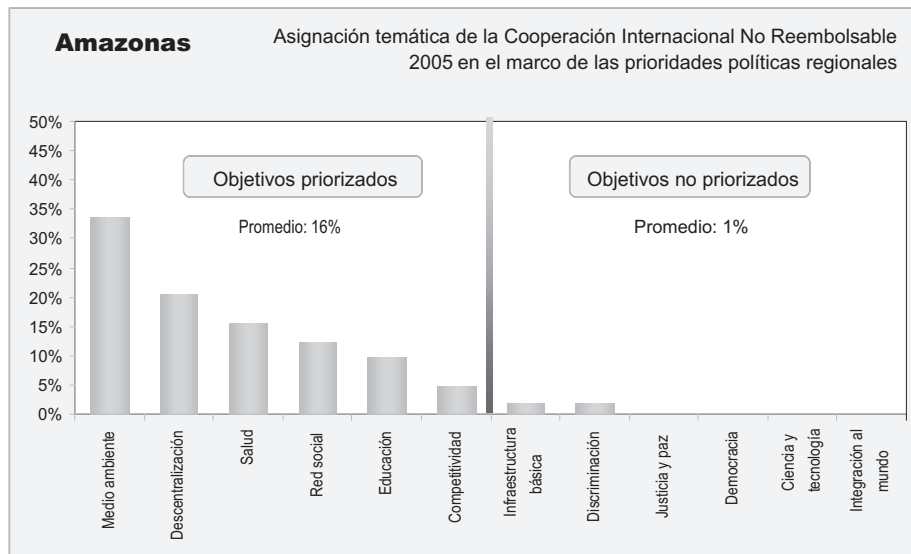 Amazonas
Asignación temática de la Cooperación Internacional No Reembolsable
2005 en el marco de las prioridades políticas regionales
50%
45%
40%
35%
30%
25%
20%
15%
10%
5%
0%
Objetivos priorizados
Promedio: 16%
Objetivos no priorizados
Promedio: 1%
Medio ambiente
Descentralización
Salud
Red social
Educación
Competitividad
Infraestructura
básica
Discriminación
Justicia y paz
Democracia
Ciencia y
tecnología
Integración al
mundo